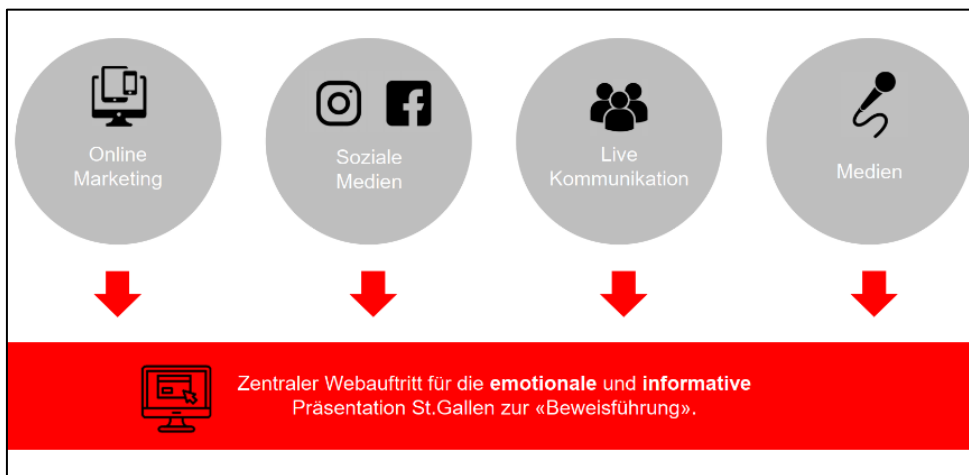 Online
Marketing
Soziale
Medien
Live
Kommunikation
Medien
Zentraler Webauftritt für die emotionale und informative
Präsentation St.Gallen zur «Beweisführung».